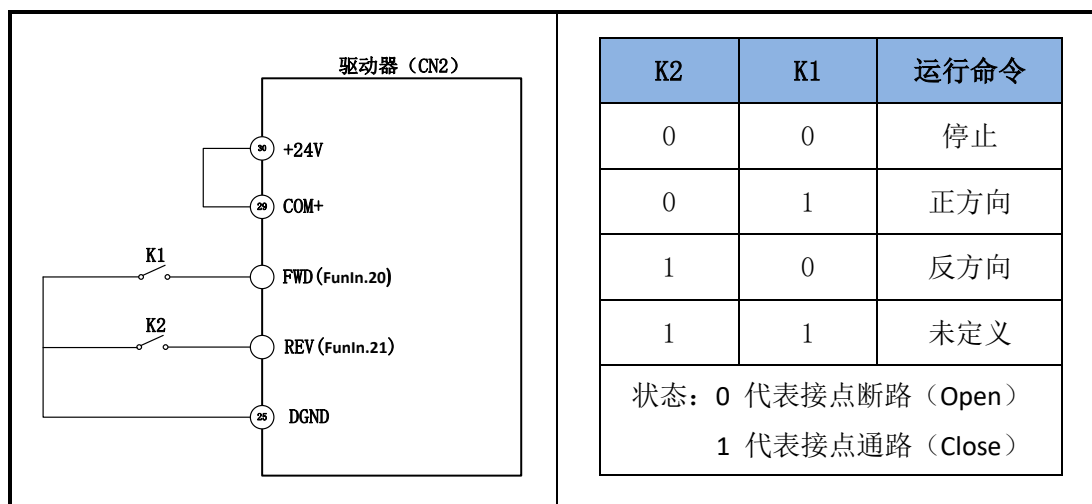 驱动器（CN2）
30 +24V
29 COM+
K1
FWD(FunIn.20)
K2
REV(FunIn.21)
25 DGND
K2 K1 运行命令
0 0 停止
0 1 正方向
1 0 反方向
1 1 未定义
状态：0 代表接点断路（Open）
1 代表接点通路（Close）